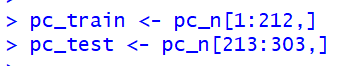 > pc_train <- pc_n[1:212,]
> pc_test <- pc_n[213:303,]